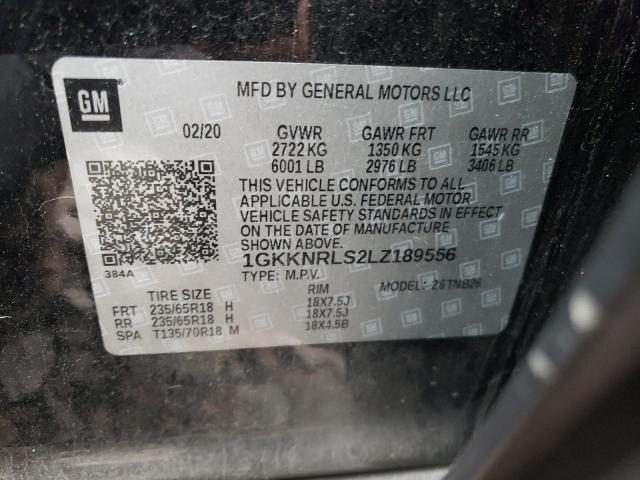 GM
MFD BY GENERAL MOTORS LLC
02/20 GVWR GAWR FRT GAWR RR
2722 KG 1350 KG 1545 KG
6001 LB 2976 LB 3406 LB
THIS VEHICLE CONFORMS TO ALL
APPLICABLE U.S. FEDERAL MOTOR
VEHICLE SAFETY STANDARDS IN EFFECT
ON THE DATE OF MANUFACTURE
SHOWN ABOVE.
384A
1GKKNRLS2LZ189556
TYPE: M.P.V. MODEL: 26TNB26
TIRE SIZE RIM
FRT 235/65R18 H 18X7.5J
RR 235/65R18 H 18X7.5J
SPA T135/70R18 M 18X4.5B